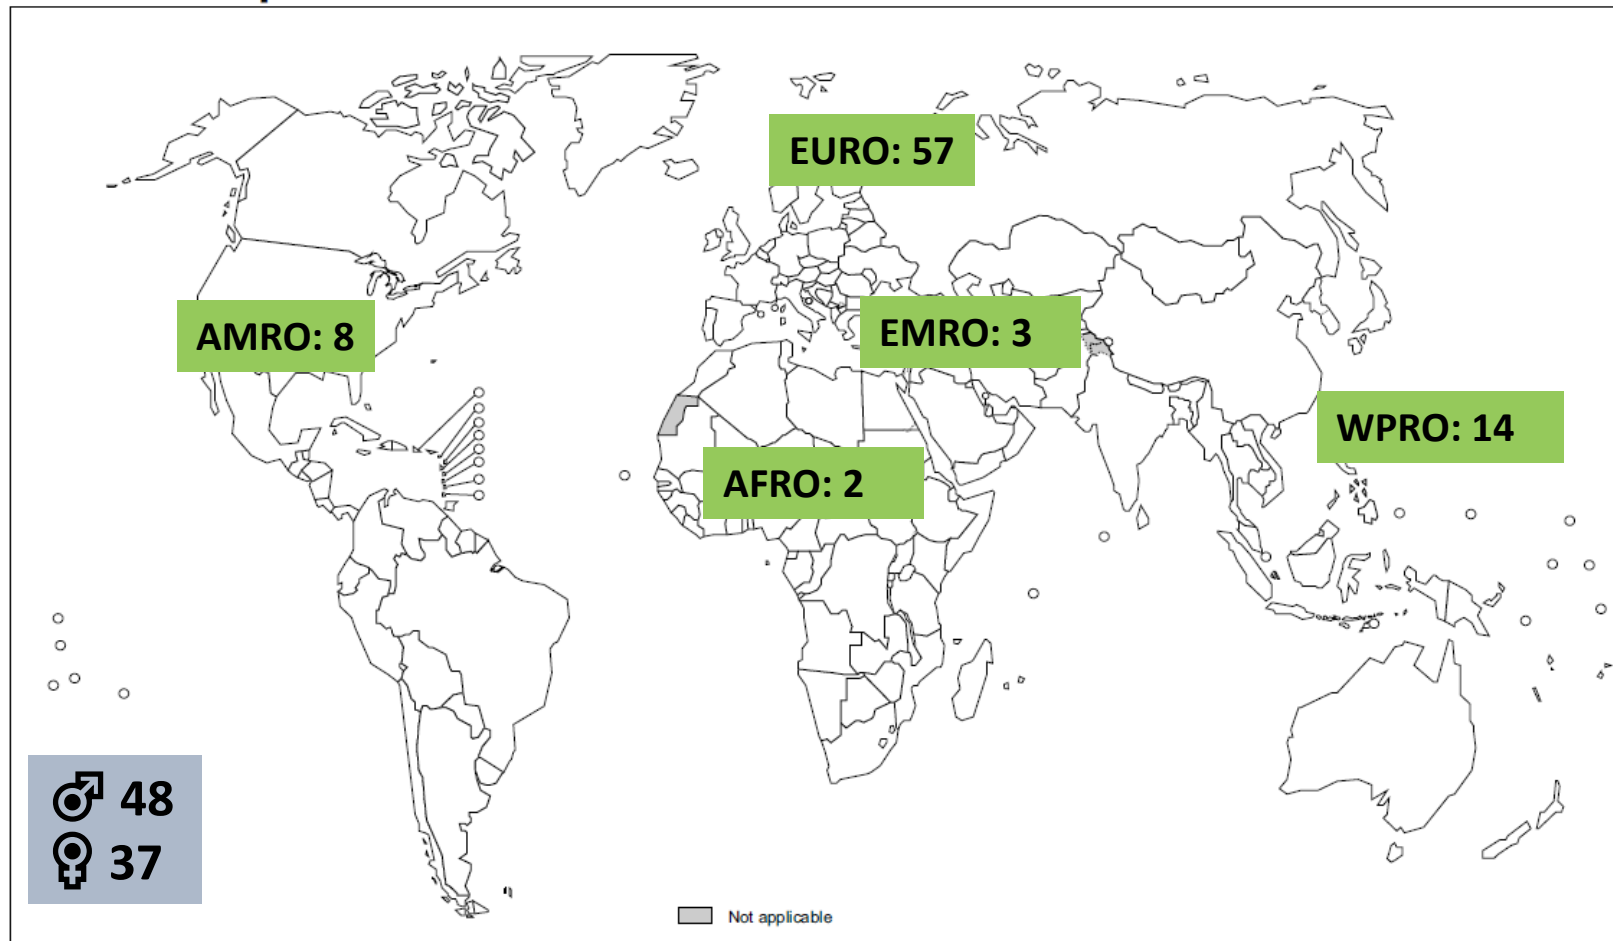 EURO: 57
AMRO: 8
EMRO: 3
WPRO: 14
AFRO: 2
♂ 48
♀ 37
Not applicable